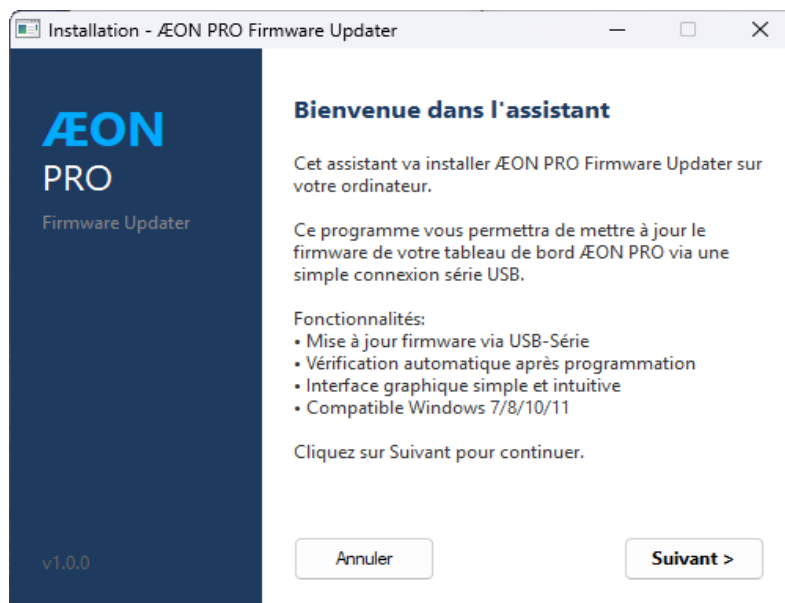 Installation - ÆON PRO Firmware Updater
ÆON
PRO
Firmware Updater
v1.0.0
Bienvenue dans l'assistant
Cet assistant va installer ÆON PRO Firmware Updater sur
votre ordinateur.
Ce programme vous permettra de mettre à jour le
firmware de votre tableau de bord ÆON PRO via une
simple connexion série USB.
Fonctionnalités:
• Mise à jour firmware via USB-Série
• Vérification automatique après programmation
• Interface graphique simple et intuitive
• Compatible Windows 7/8/10/11
Cliquez sur Suivant pour continuer.
Annuler
Suivant >